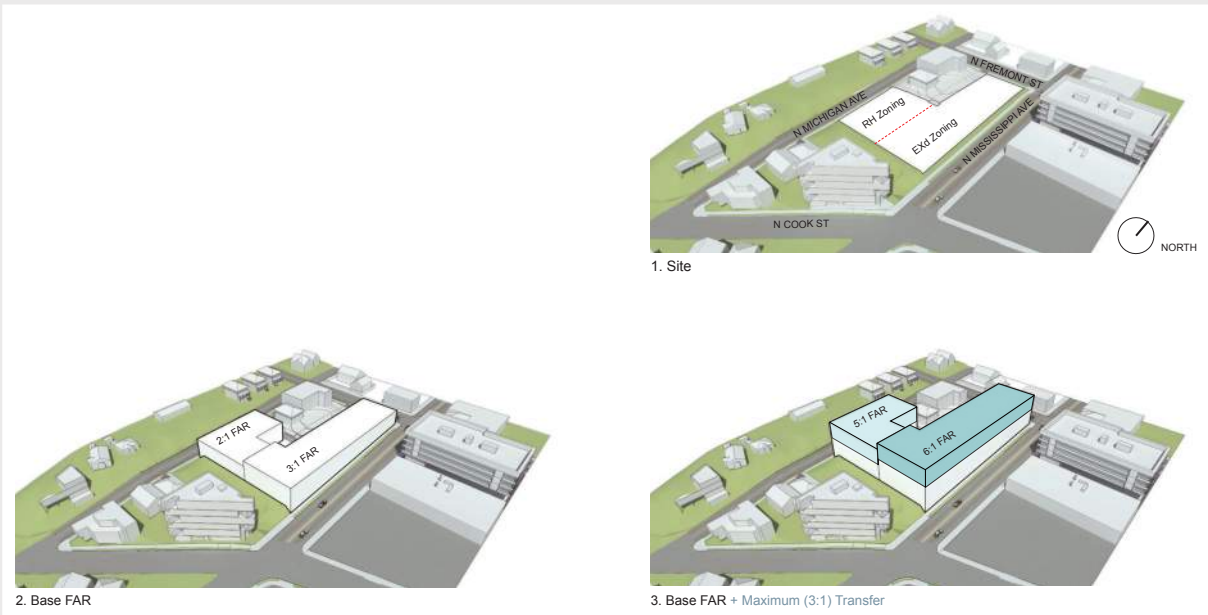 N FREMONT ST
N MICHIGAN AVE
RH Zoning
EXd Zoning
N MISSISSIPPI AVE
N COOK ST
NORTH
1. Site
2:1 FAR
3:1 FAR
2. Base FAR
5:1 FAR
6:1 FAR
3. Base FAR + Maximum (3:1) Transfer